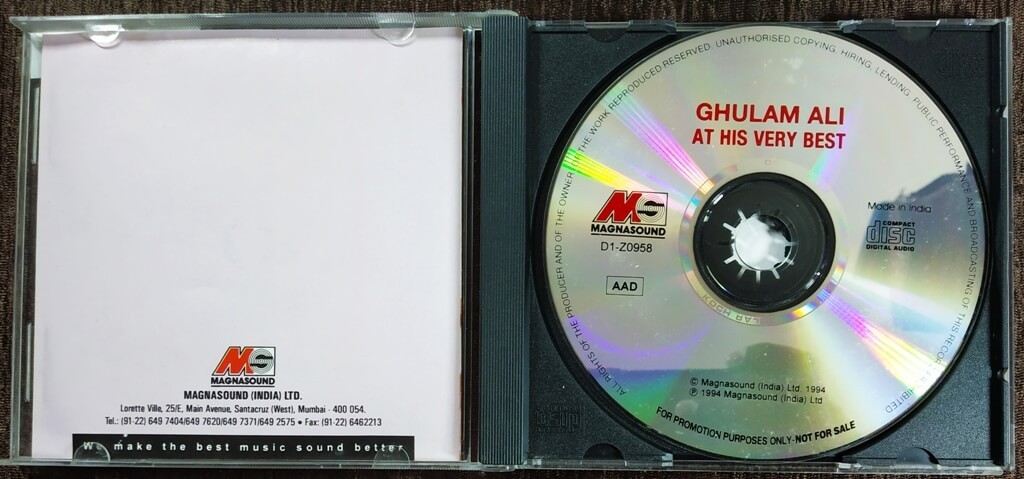 MS
MAGNASOUND
MAGNASOUND (INDIA) LTD.
Lorette Ville, 25/E, Main Avenue, Santacruz (West), Mumbai - 400 054.
Tel.: (91-22) 649 7404/649 7620/649 7371/649 2575 • Fax: (91-22) 6462213
We make the best music sound better
ALL RIGHTS OF THE PRODUCER AND OF THE OWNER OF THE WORK REPRODUCED RESERVED. UNAUTHORISED COPYING, HIRING, LENDING, PUBLIC PERFORMANCE AND BROADCASTING OF THIS
GHULAM ALI
AT HIS VERY BEST
MS
MAGNASOUND
D1-Z0958
AAD
Made in India
COMPACT
disc
DIGITAL AUDIO
© Magnasound (India) Ltd. 1994
℗ 1994 Magnasound (India) Ltd
FOR PROMOTION PURPOSES ONLY-NOT FOR SALE